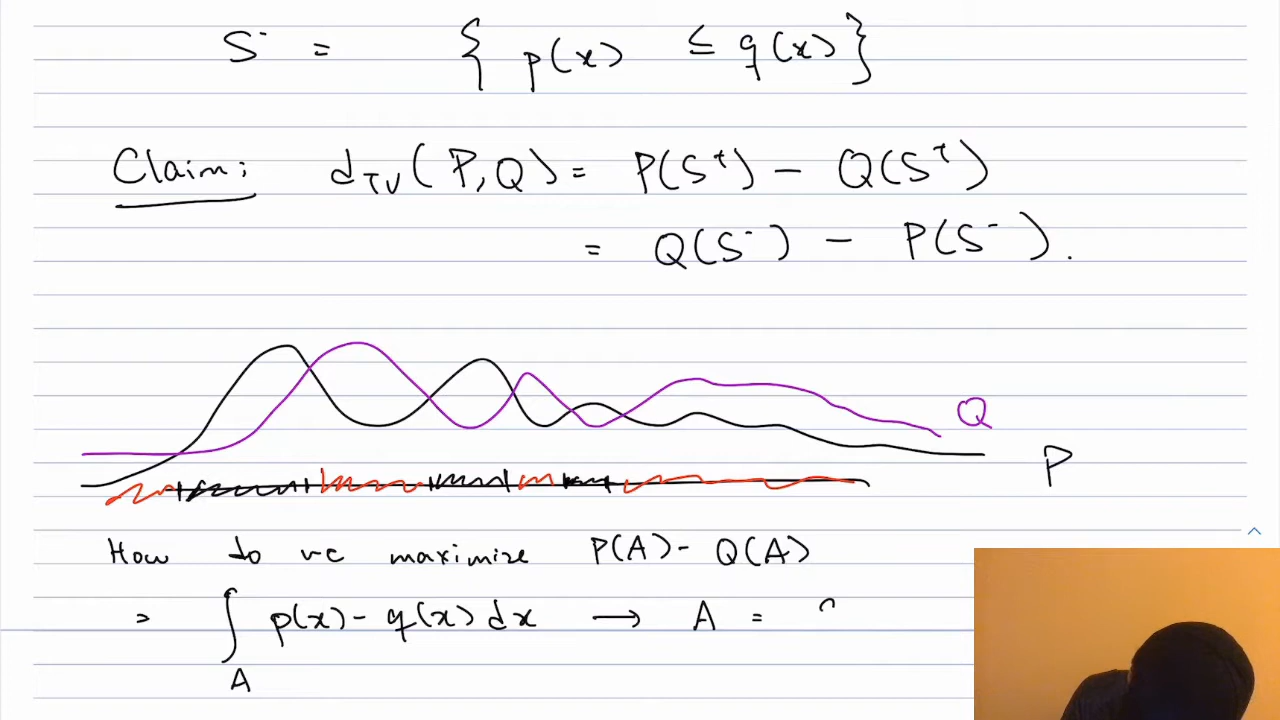 S⁻ = { p(x) ≤ q(x) }
Claim: d_TV(P,Q) = P(S⁺) − Q(S⁺)
= Q(S⁻) − P(S⁻).
Q
P
How do we maximize P(A) − Q(A)
= ∫_A p(x) − q(x) dx → A =